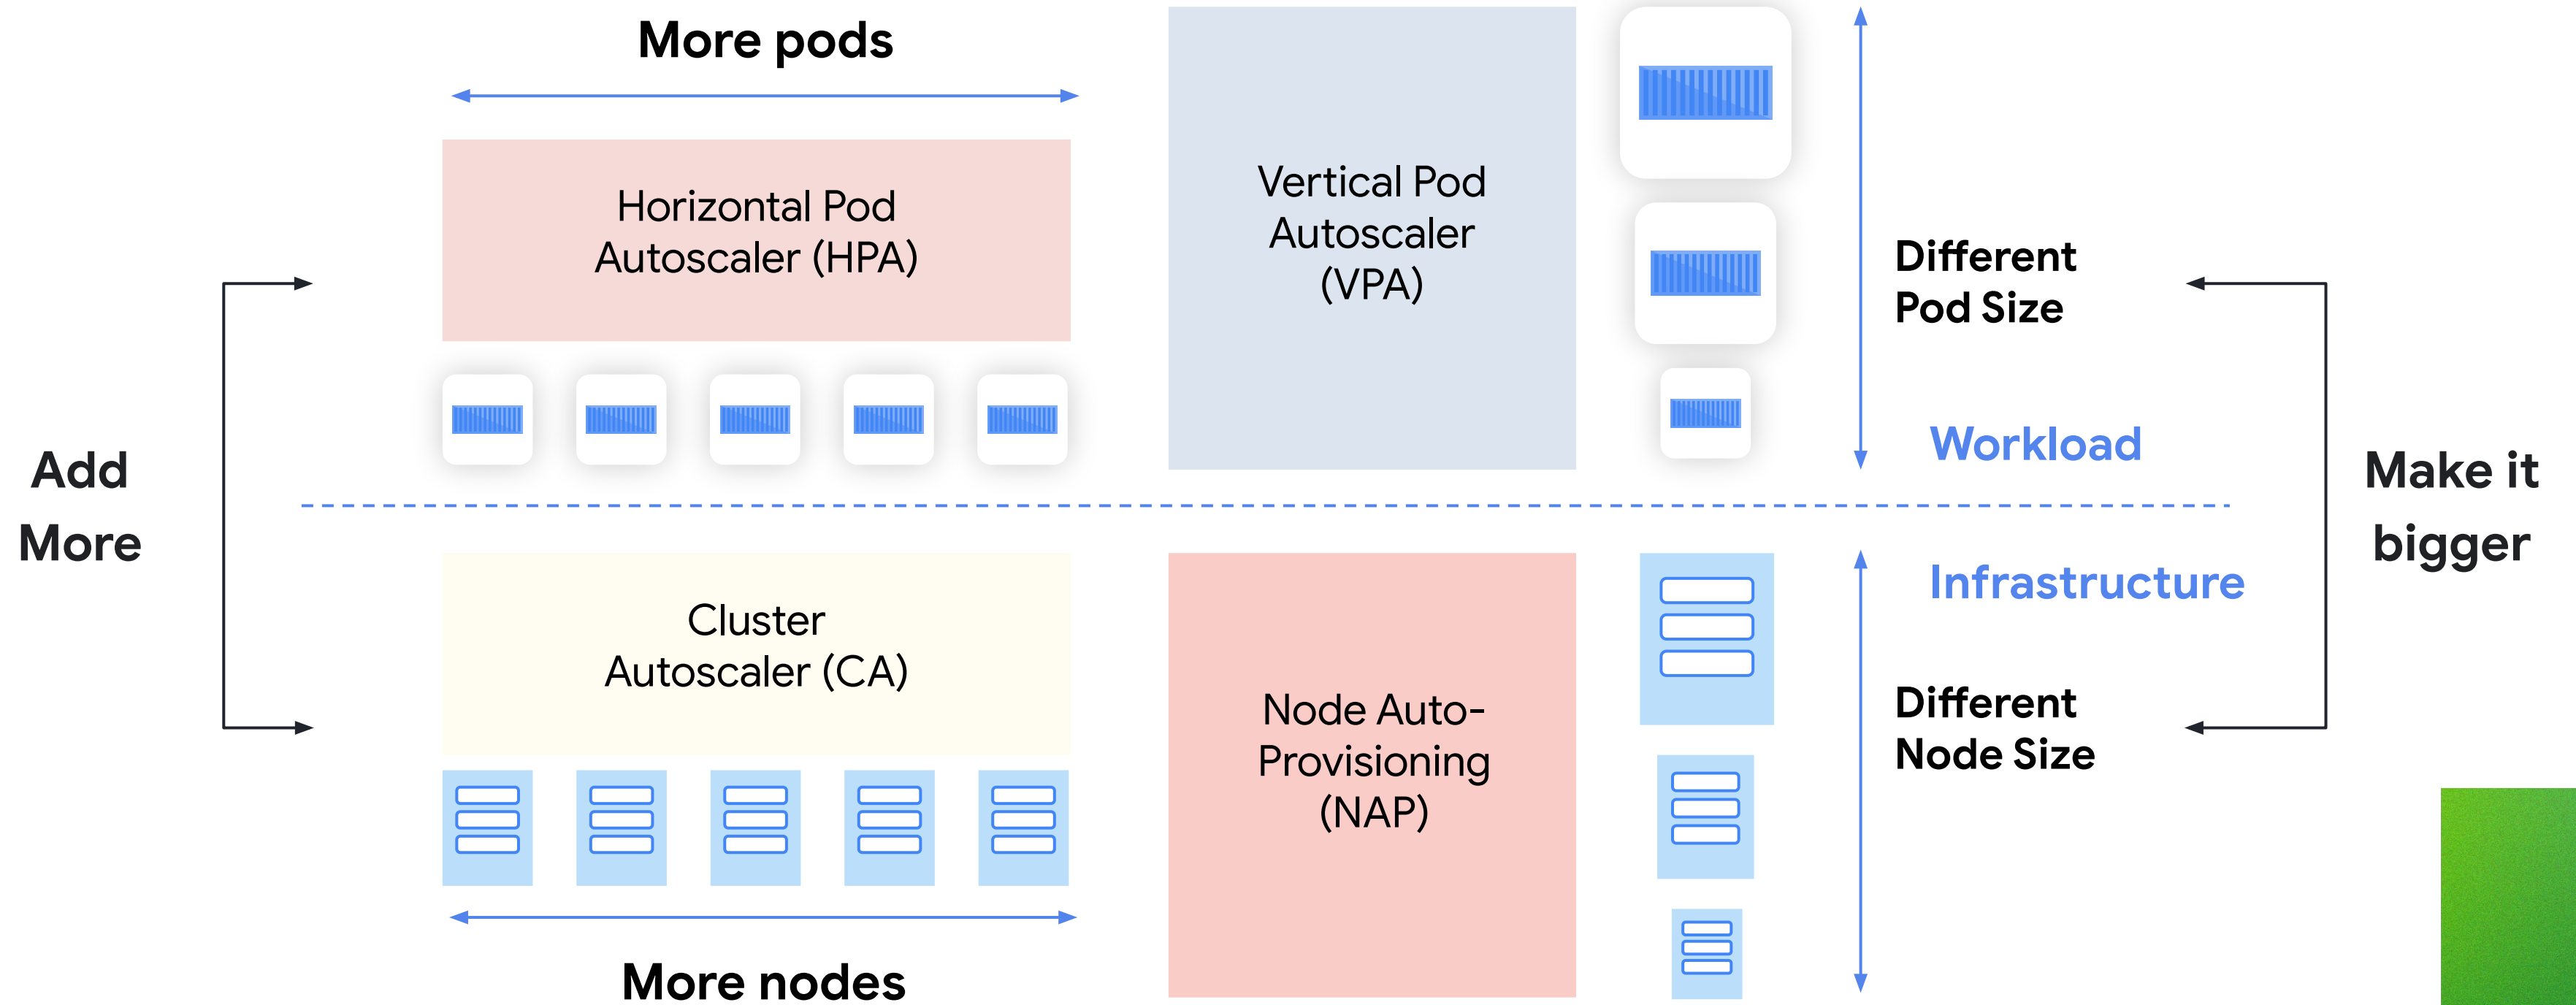 More pods
Horizontal Pod
Autoscaler (HPA)
Vertical Pod
Autoscaler
(VPA)
Different
Pod Size
Workload
Add
More
Make it
bigger
Infrastructure
Cluster
Autoscaler (CA)
Node Auto-
Provisioning
(NAP)
Different
Node Size
More nodes